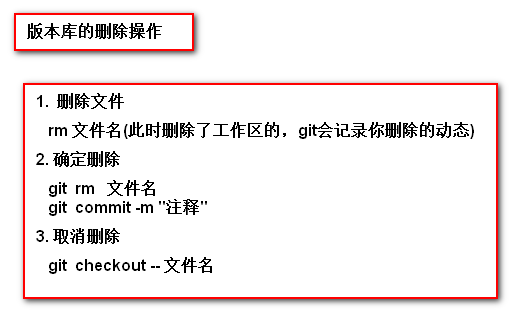 版本库的删除操作
1. 删除文件
rm 文件名(此时删除了工作区的，git会记录你删除的动态)
2. 确定删除
git rm 文件名
git commit -m "注释"
3. 取消删除
git checkout -- 文件名